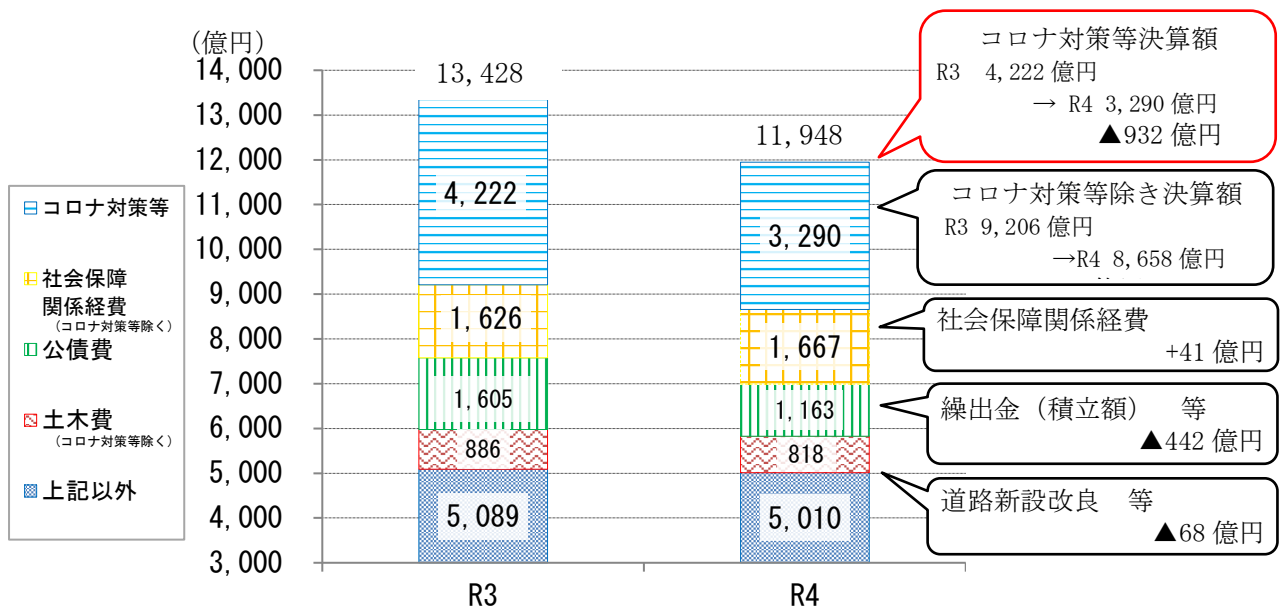 (億円)
14,000
13,000
12,000
11,000
10,000
9,000
8,000
7,000
6,000
5,000
4,000
3,000
13,428
4,222
1,626
1,605
886
5,089
R3
11,948
3,290
1,667
1,163
818
5,010
R4
コロナ対策等
社会保障
関係経費
(コロナ対策等除く)
公債費
土木費
(コロナ対策等除く)
上記以外
コロナ対策等決算額
R3 4,222 億円
→ R4 3,290 億円
▲932 億円
コロナ対策等除き決算額
R3 9,206 億円
→R4 8,658 億円
社会保障関係経費
+41 億円
繰出金(積立額) 等
▲442 億円
道路新設改良 等
▲68 億円